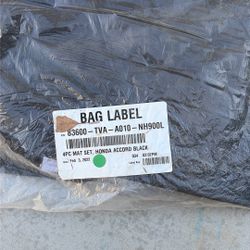 BAG LABEL
83600-TVA-A010-NH900L
4PC MAT SET, HONDA ACCORD BLACK